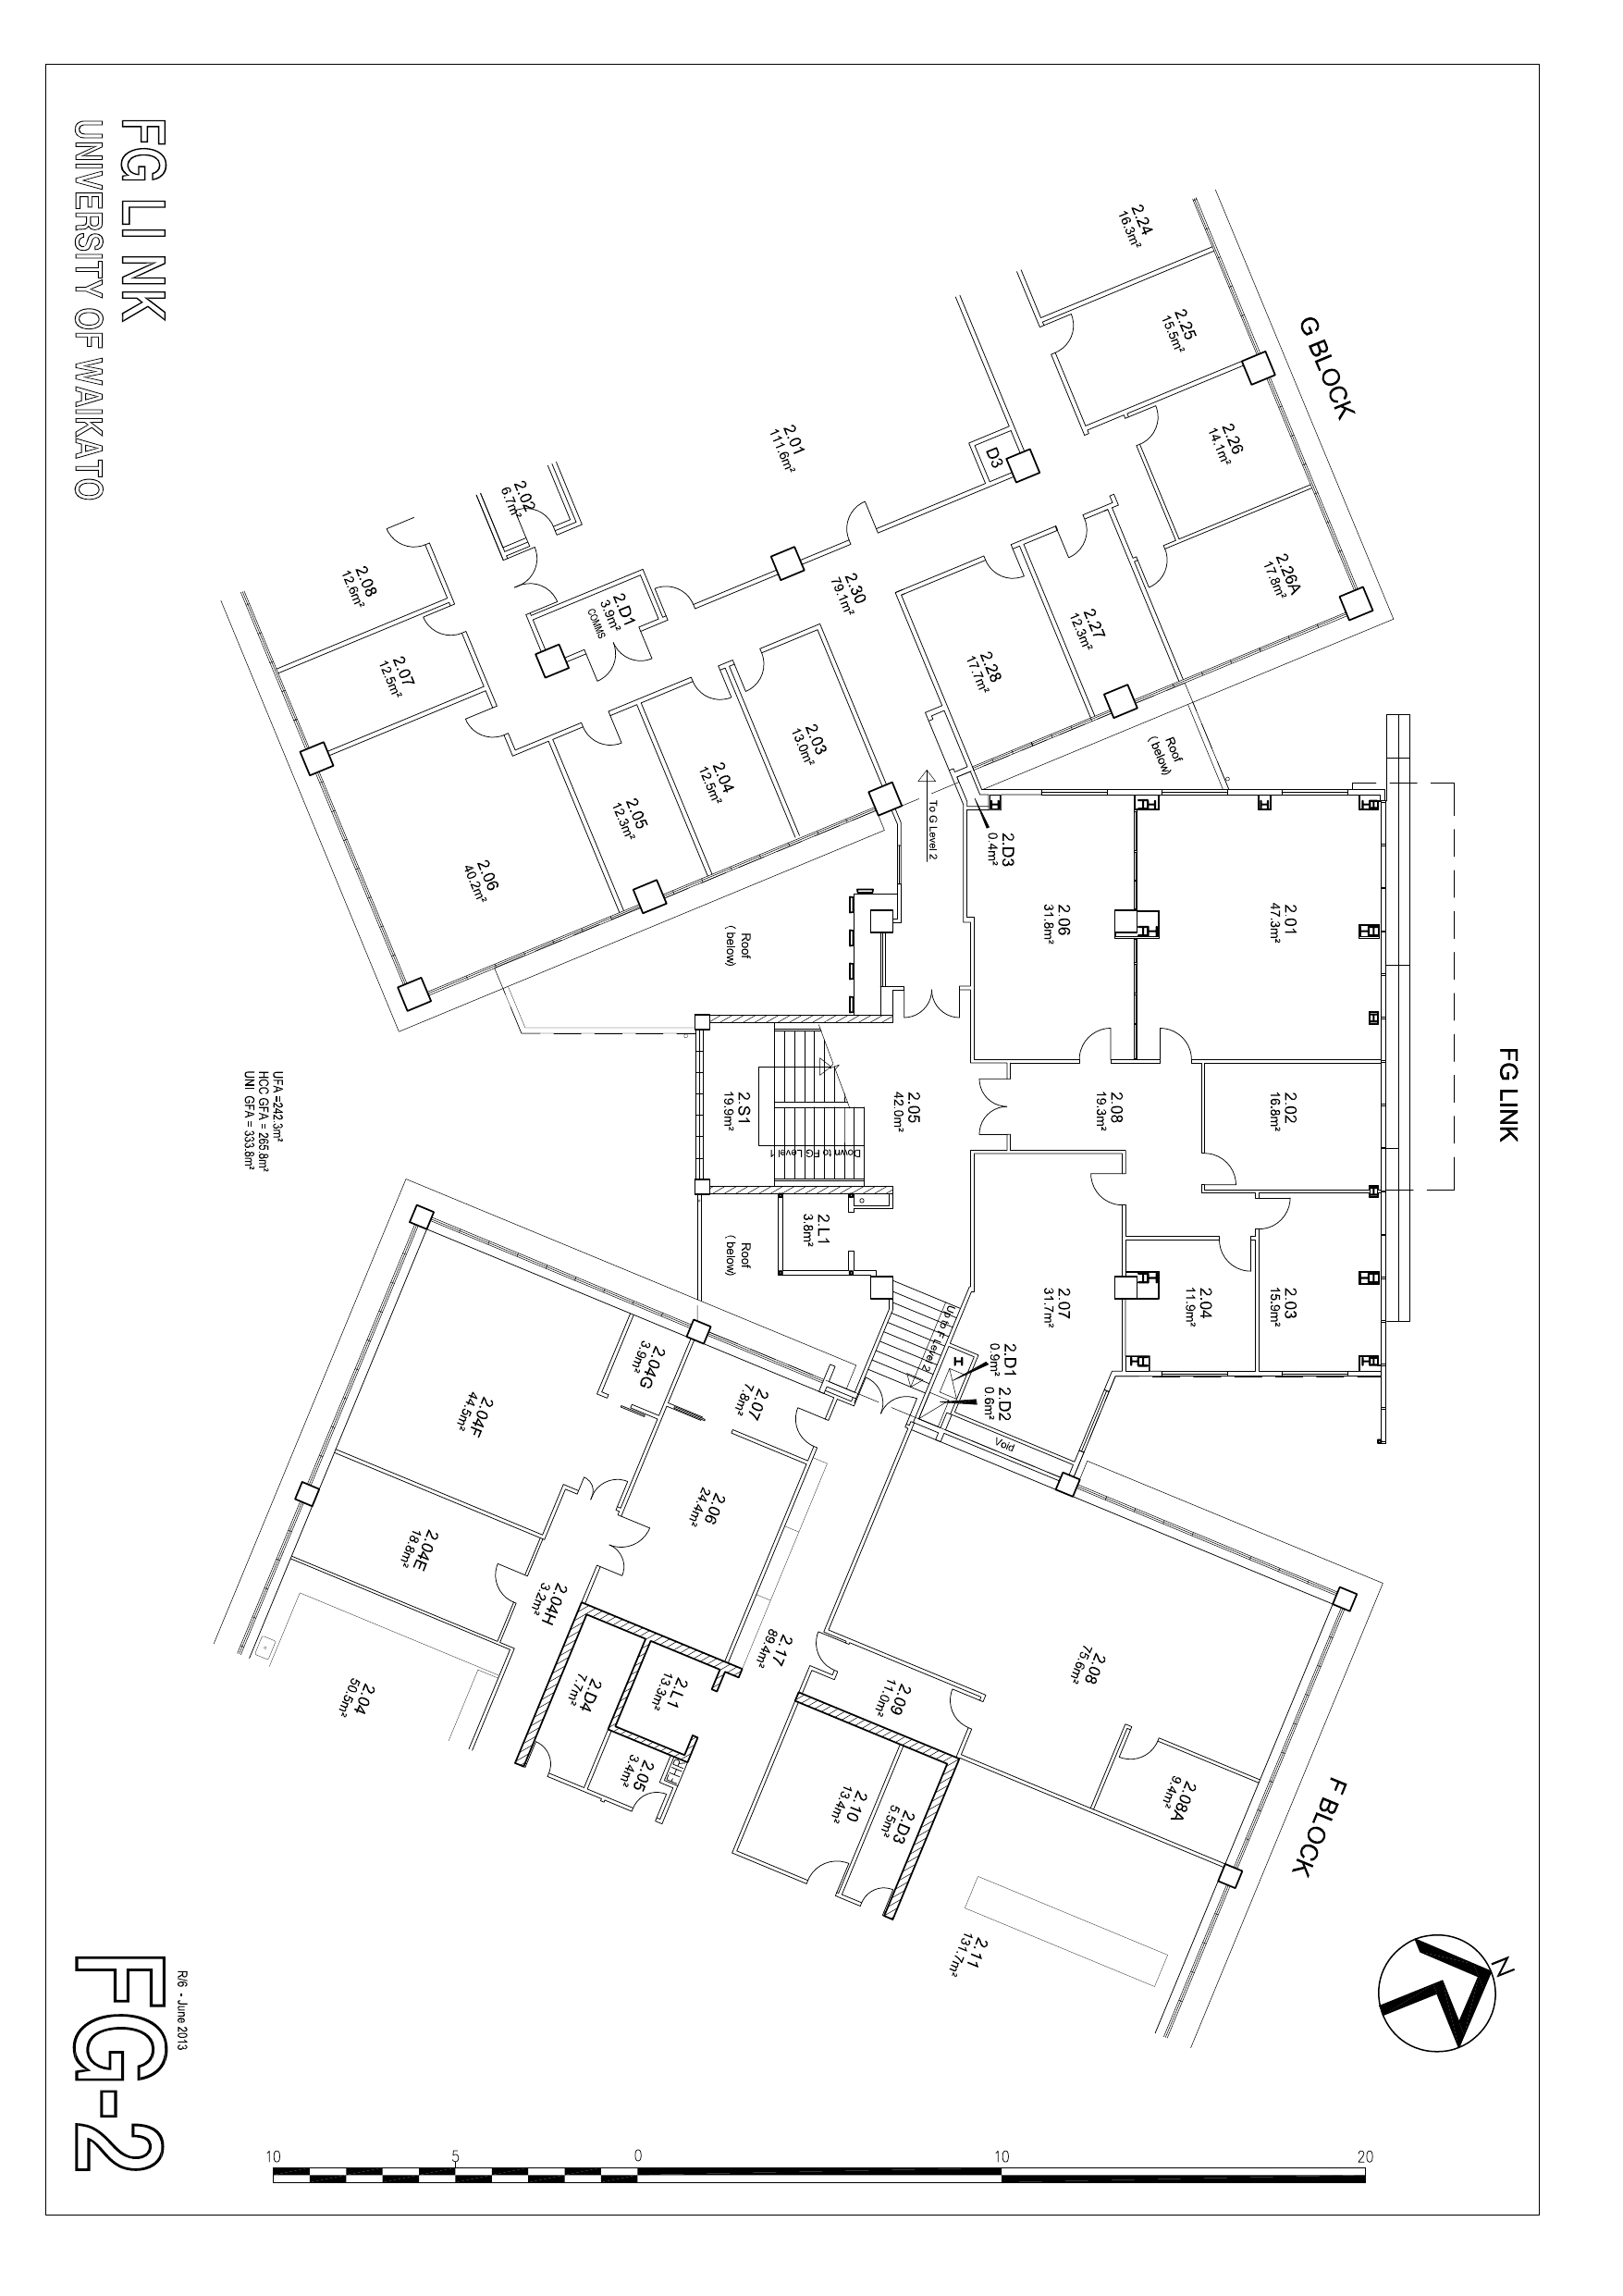 FG LINK
UNIVERSITY OF WAIKATO
G BLOCK
2.24
16.3m²
2.25
15.5m²
2.26
14.1m²
2.26A
17.8m²
2.27
12.3m²
2.28
17.7m²
D3
2.01
111.6m²
2.30
79.1m²
2.02
6.7m²
2.D1
3.9m²
COMMS
2.08
12.6m²
2.07
12.5m²
2.06
40.2m²
2.05
12.3m²
2.04
12.5m²
2.03
13.0m²
Roof
(below)
Roof
(below)
To G Level 2
FG LINK
2.D3
0.4m²
2.06
31.8m²
2.01
47.3m²
2.02
16.8m²
2.08
19.3m²
2.05
42.0m²
2.S1
19.9m²
Down to FG Level 1
2.L1
3.8m²
Roof
(below)
2.07
31.7m²
2.04
11.9m²
2.03
15.9m²
Up to F Level 2
2.D1
0.9m²
2.D2
0.6m²
Void
UFA =242.3m²
HCC GFA = 265.8m²
UNI GFA = 333.8m²
F BLOCK
2.04G
3.9m²
2.07
7.8m²
2.04F
44.5m²
2.06
24.4m²
2.04E
18.8m²
2.04H
3.2m²
2.04
50.5m²
2.D4
7.7m²
2.L1
13.3m²
2.05
3.4m²
FHR
2.17
89.4m²
2.08
75.6m²
2.09
11.0m²
2.08A
9.4m²
2.10
13.4m²
2.D3
5.5m²
2.11
131.7m²
N
R/6 - June 2013
FG-2
10 5 0 10 20